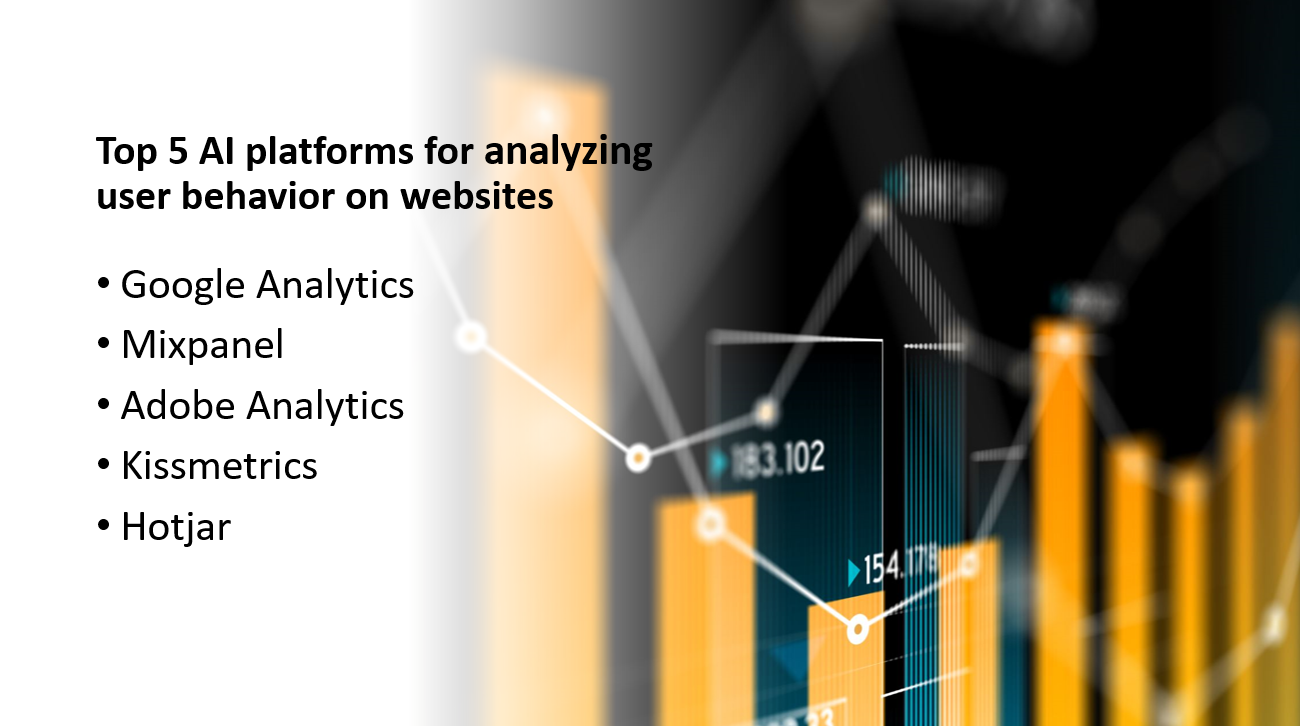 Top 5 AI platforms for analyzing
user behavior on websites
• Google Analytics
• Mixpanel
• Adobe Analytics
• Kissmetrics
• Hotjar
183.102
154.178